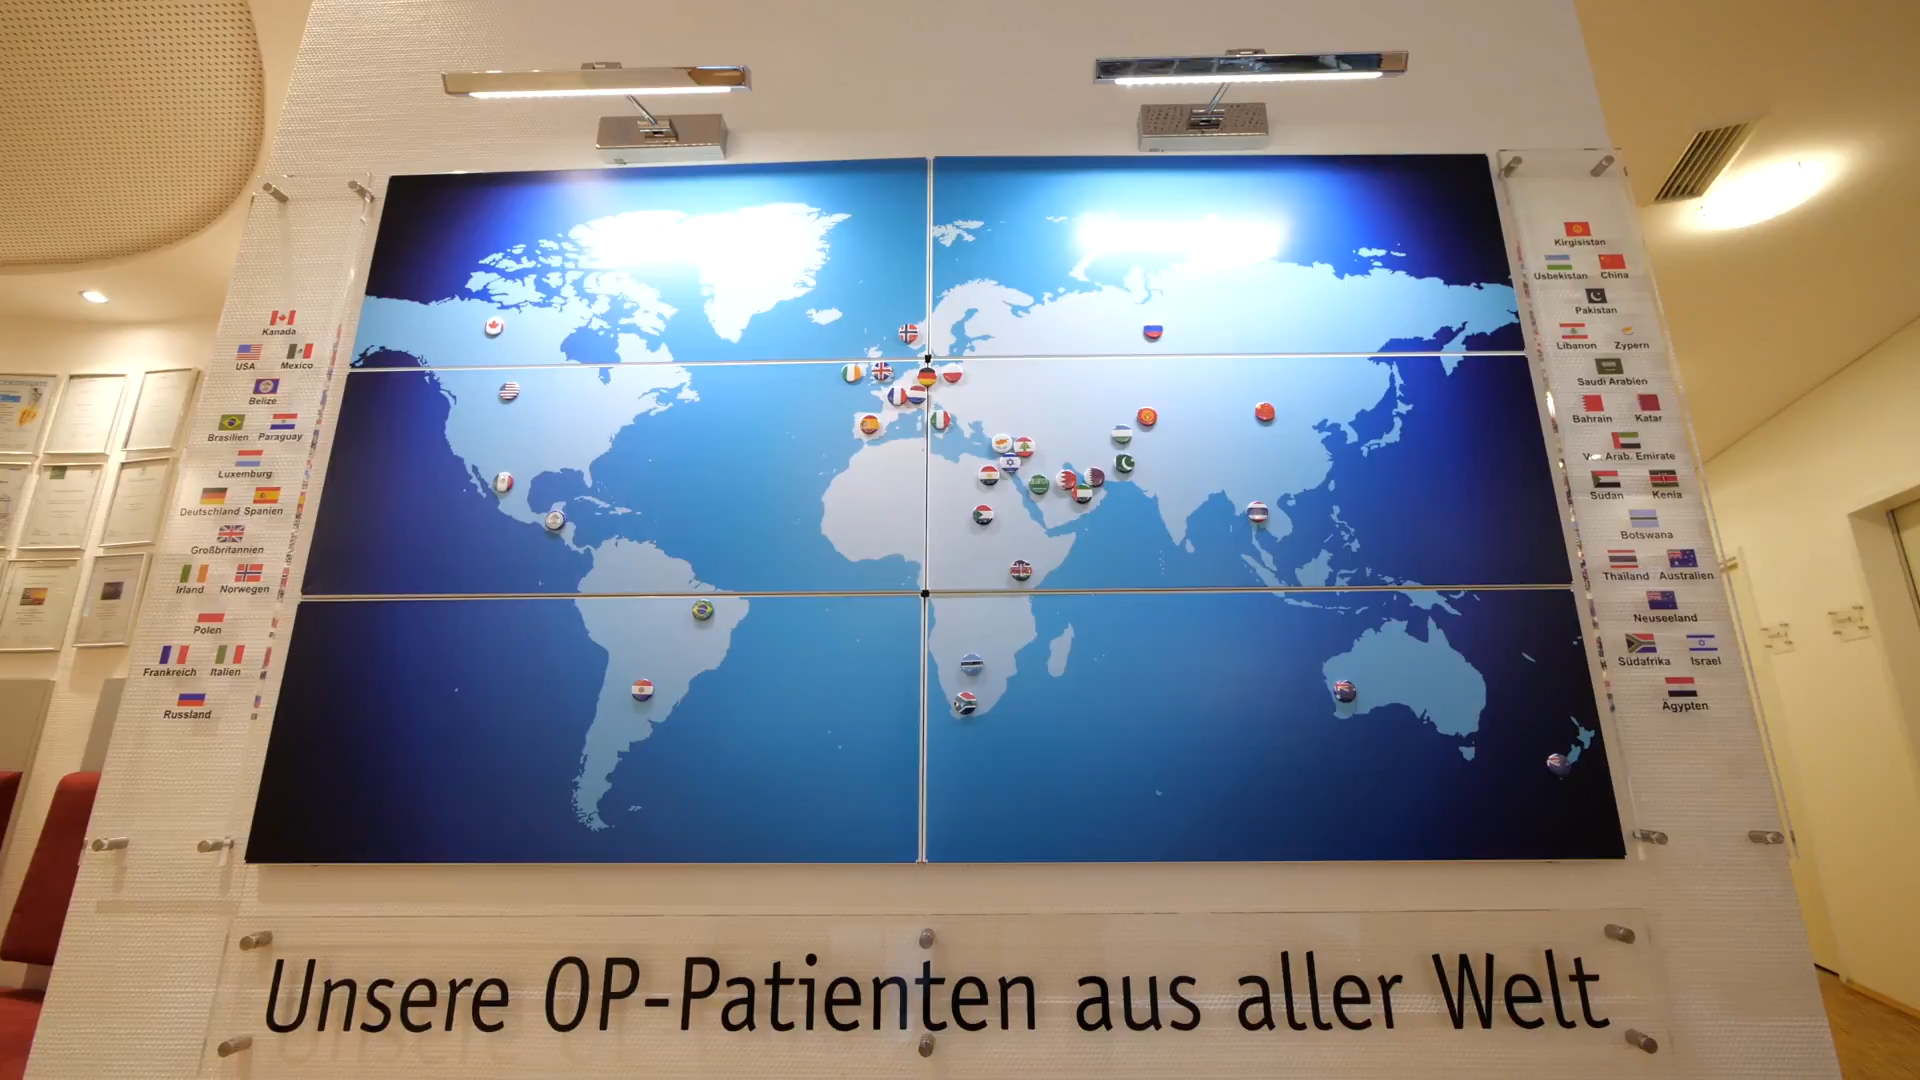 Kanada
USA Mexico
Belize
Brasilien Paraguay
Luxemburg
Deutschland Spanien
Großbritannien
Irland Norwegen
Polen
Frankreich Italien
Russland
Kirgisistan
Usbekistan China
Pakistan
Libanon Zypern
Saudi Arabien
Bahrain Katar
Ver. Arab. Emirate
Sudan Kenia
Botswana
Thailand Australien
Neuseeland
Südafrika Israel
Ägypten
Unsere OP-Patienten aus aller Welt